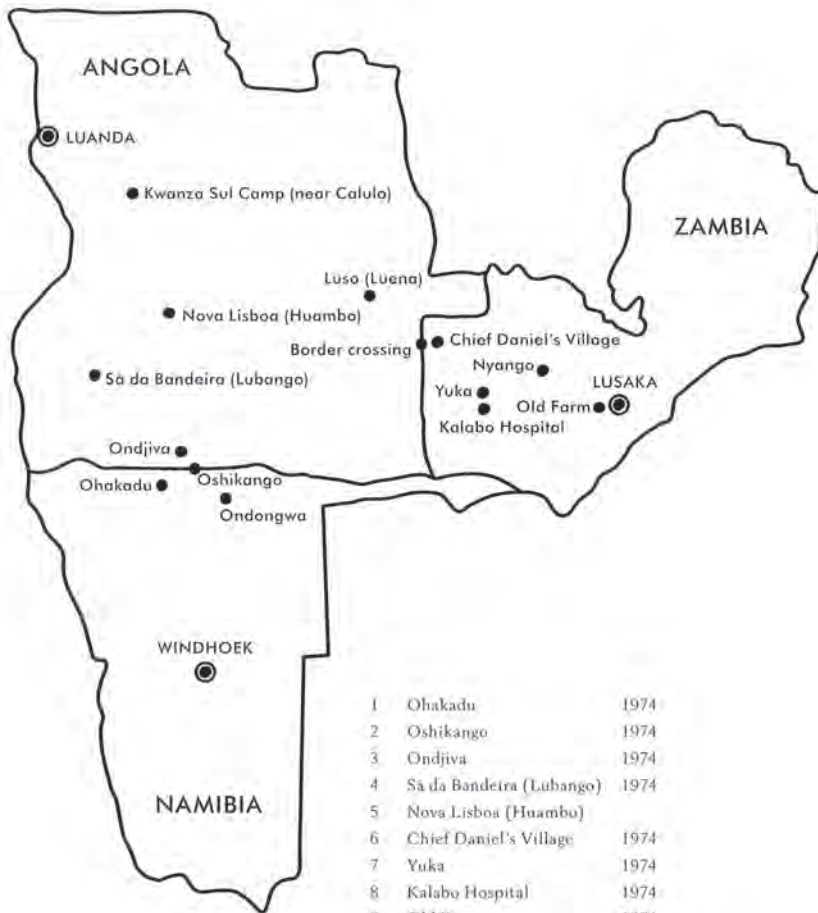 ANGOLA
LUANDA
Kwanza Sul Camp (near Calulo)
ZAMBIA
Luso (Luena)
Nova Lisboa (Huambo)
Border crossing
Chief Daniel's Village
Nyango
Sà da Bandeira (Lubango)
Yuka
LUSAKA
Old Farm
Kalabo Hospital
Ondjiva
Oshikango
Ohakadu
Ondongwa
WINDHOEK
NAMIBIA
1 Ohakadu 1974
2 Oshikango 1974
3 Ondjiva 1974
4 Sà da Bandeira (Lubango) 1974
5 Nova Lisboa (Huambo)
6 Chief Daniel's Village 1974
7 Yuka 1974
8 Kalabo Hospital 1974